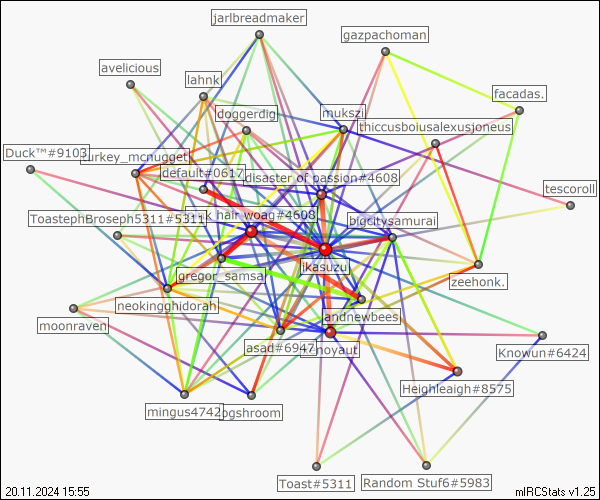 jarlbreadmaker
gazpachoman
avelicious
lahnk
facadas.
doggerdig
mukszi
thiccusboiusalexusjoneus
Duck™#9103
turkey_mcnugget
default#0617
disaster of passion#4608
tescoroll
ToastephBroseph5311#5311
hair woag#4608
bigcitysamurai
jkasuzu
gregor_samsa
zeehonk.
neokingghidorah
andnewbees
moonraven
asad#6947
noyaut
Knowun#6424
Heighleaigh#8575
mingus4742
pgshroom
Toast#5311
Random Stuf6#5983
20.11.2024 15:55
mIRCStats v1.25